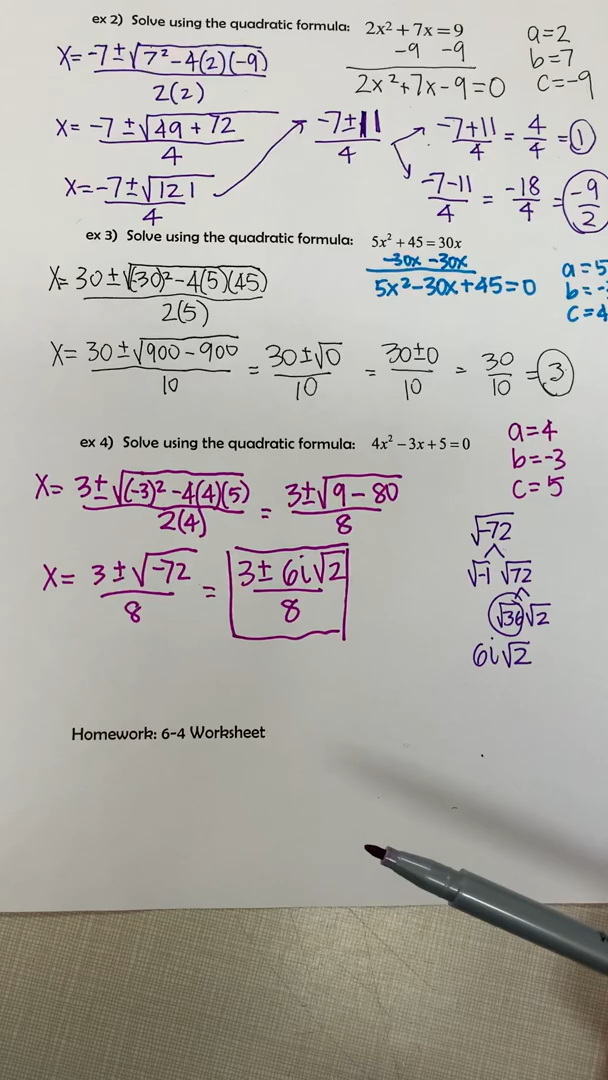 ex 2) Solve using the quadratic formula: 2x² + 7x = 9
-9 -9
2x²+7x-9=0
a=2
b=7
c=-9
x= -7±√7²-4(2)(-9) / 2(2)
x= -7±√49+72 / 4
x= -7±√121 / 4
-7±11 / 4
-7+11 / 4 = 4/4 = 1
-7-11 / 4 = -18/4 = -9/2
ex 3) Solve using the quadratic formula: 5x² + 45 = 30x
-30x -30x
5x²-30x+45=0
a=5
b=-
c=4
x= 30±√(-30)²-4(5)(45) / 2(5)
x= 30±√900-900 / 10 = 30±√0 / 10 = 30±0 / 10 = 30/10 = 3
ex 4) Solve using the quadratic formula: 4x² - 3x + 5 = 0
a=4
b=-3
c=5
x= 3±√(-3)²-4(4)(5) / 2(4) = 3±√9-80 / 8
x= 3±√-72 / 8 = 3±6i√2 / 8
√-72
√-1 √72
√36 √2
6i√2
Homework: 6-4 Worksheet